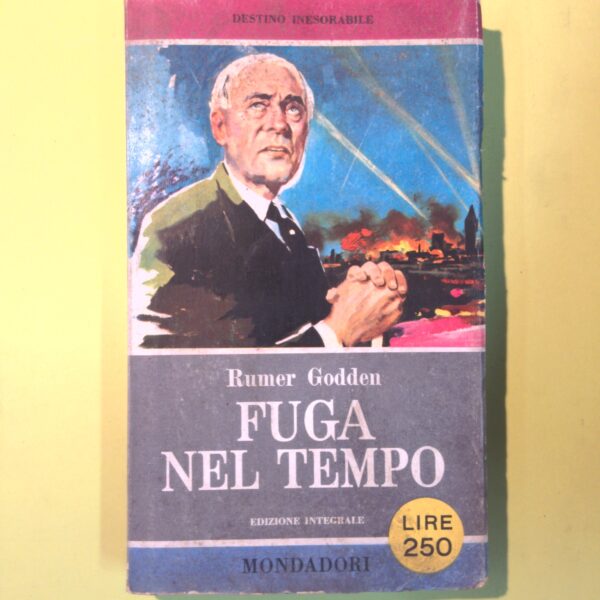 DESTINO INESORABILE
Rumer Godden
FUGA
NEL TEMPO
EDIZIONE INTEGRALE
LIRE
250
MONDADORI